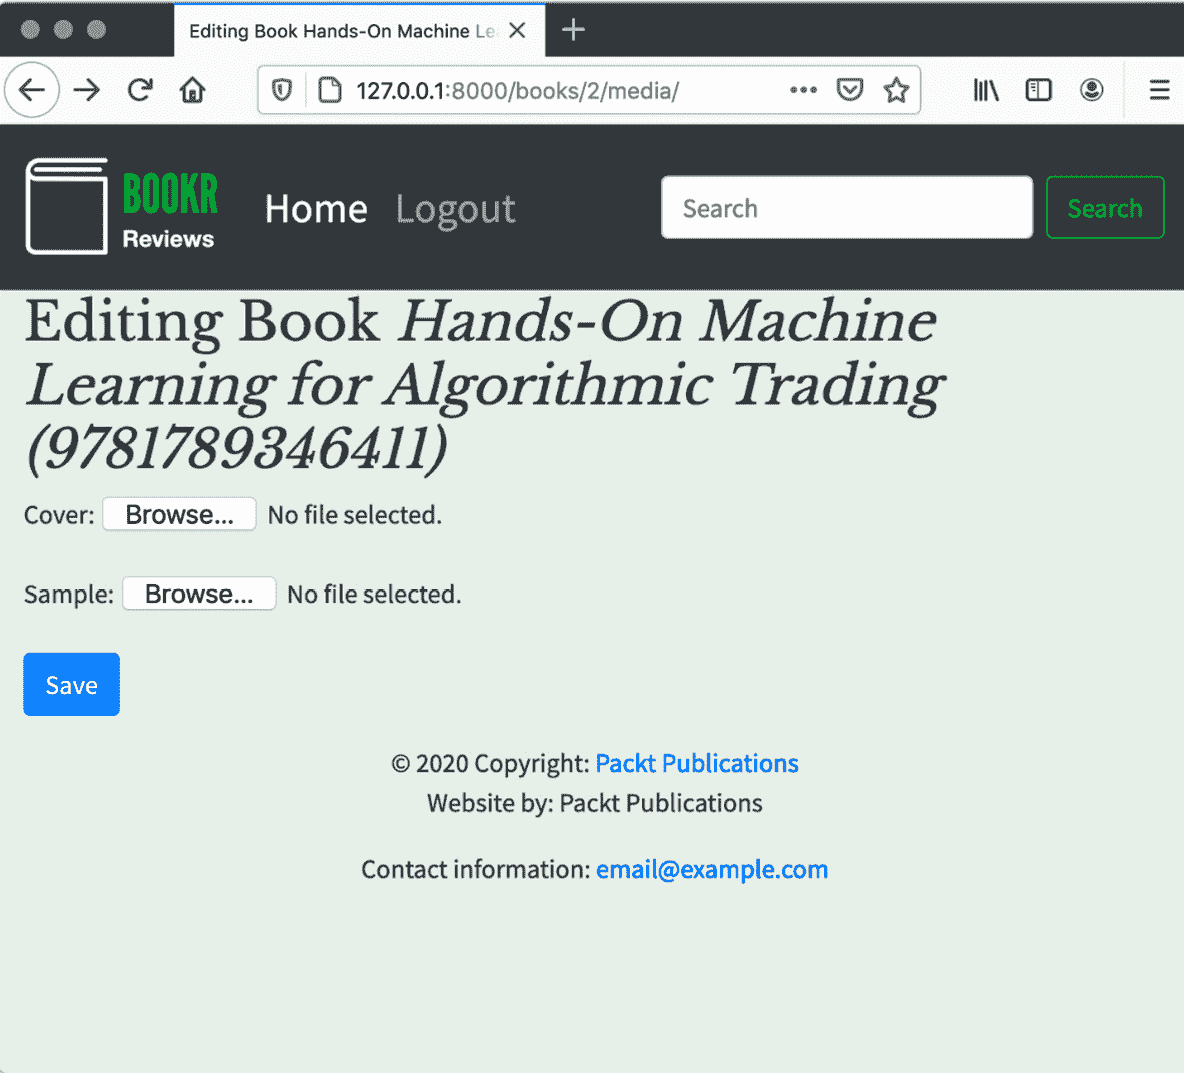 Editing Book Hands-On Machine Le
127.0.0.1:8000/books/2/media/
BOOKR
Reviews
Home Logout Search Search
Editing Book Hands-On Machine
Learning for Algorithmic Trading
(9781789346411)
Cover: Browse... No file selected.
Sample: Browse... No file selected.
Save
© 2020 Copyright: Packt Publications
Website by: Packt Publications
Contact information: email@example.com